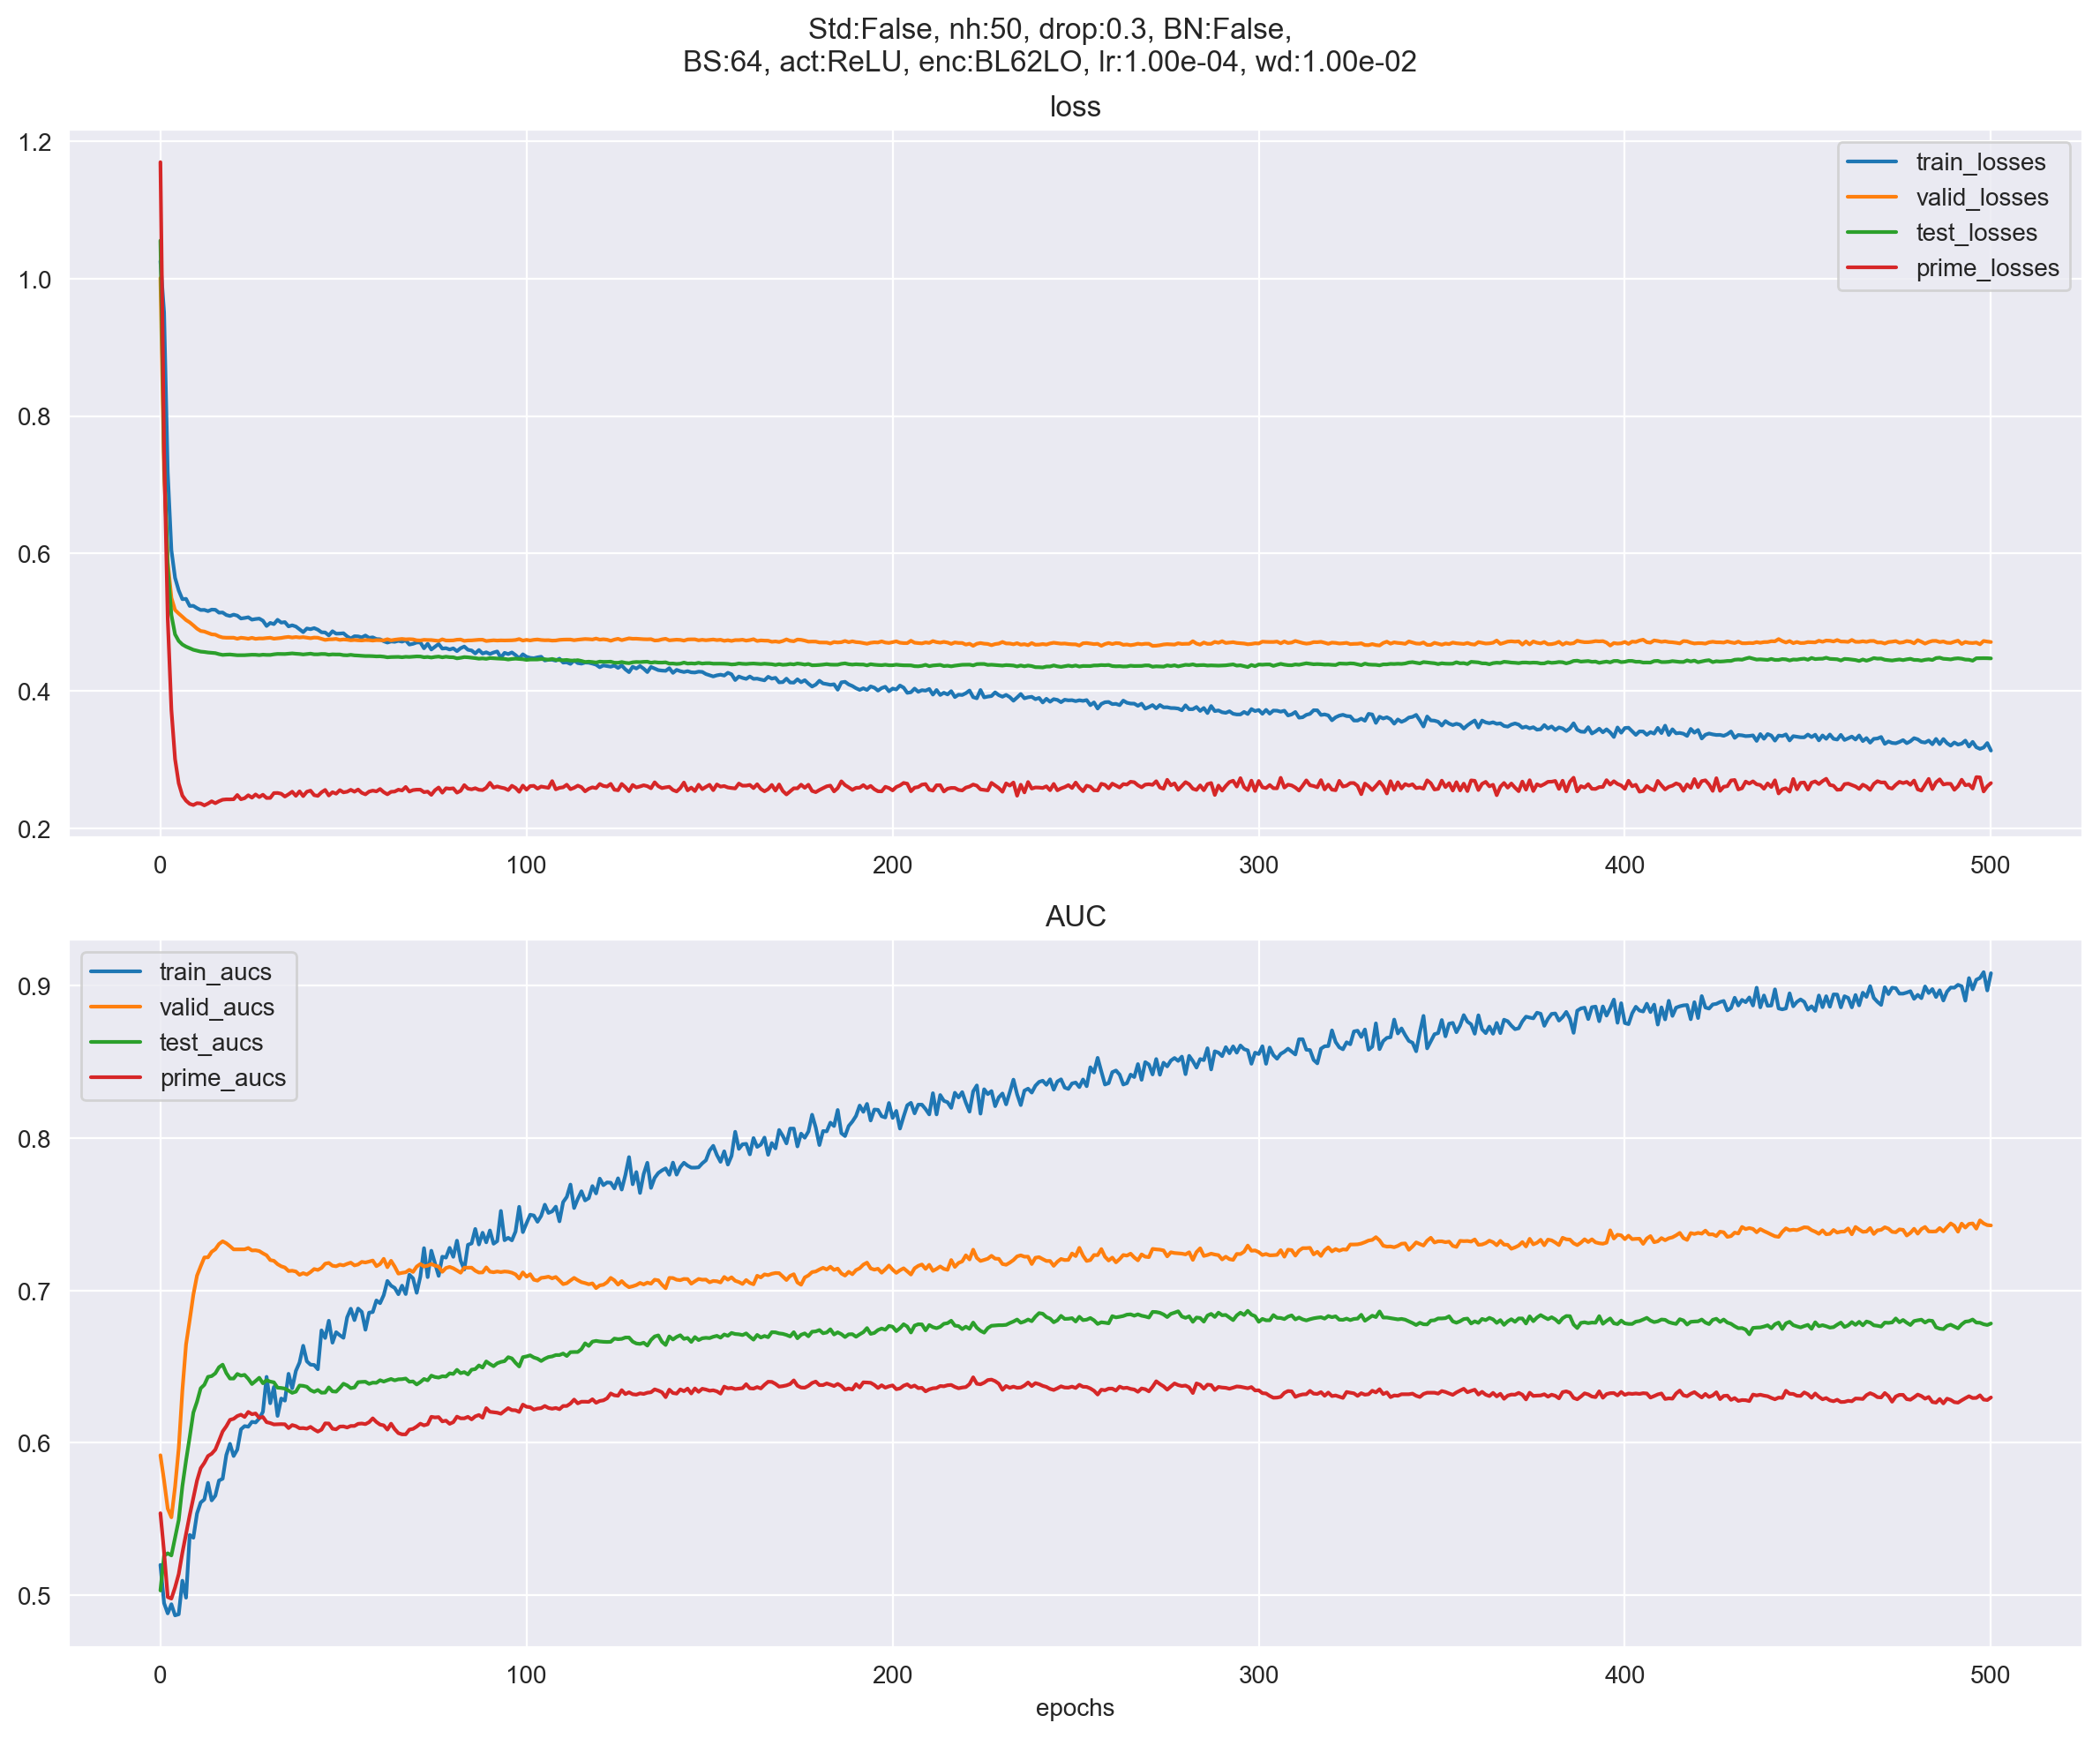 Std:False, nh:50, drop:0.3, BN:False,
BS:64, act:ReLU, enc:BL62LO, lr:1.00e-04, wd:1.00e-02
loss
1.2
1.0
0.8
0.6
0.4
0.2
train_losses
valid_losses
test_losses
prime_losses
0 100 200 300 400 500
AUC
0.9
0.8
0.7
0.6
0.5
train_aucs
valid_aucs
test_aucs
prime_aucs
0 100 200 300 400 500
epochs